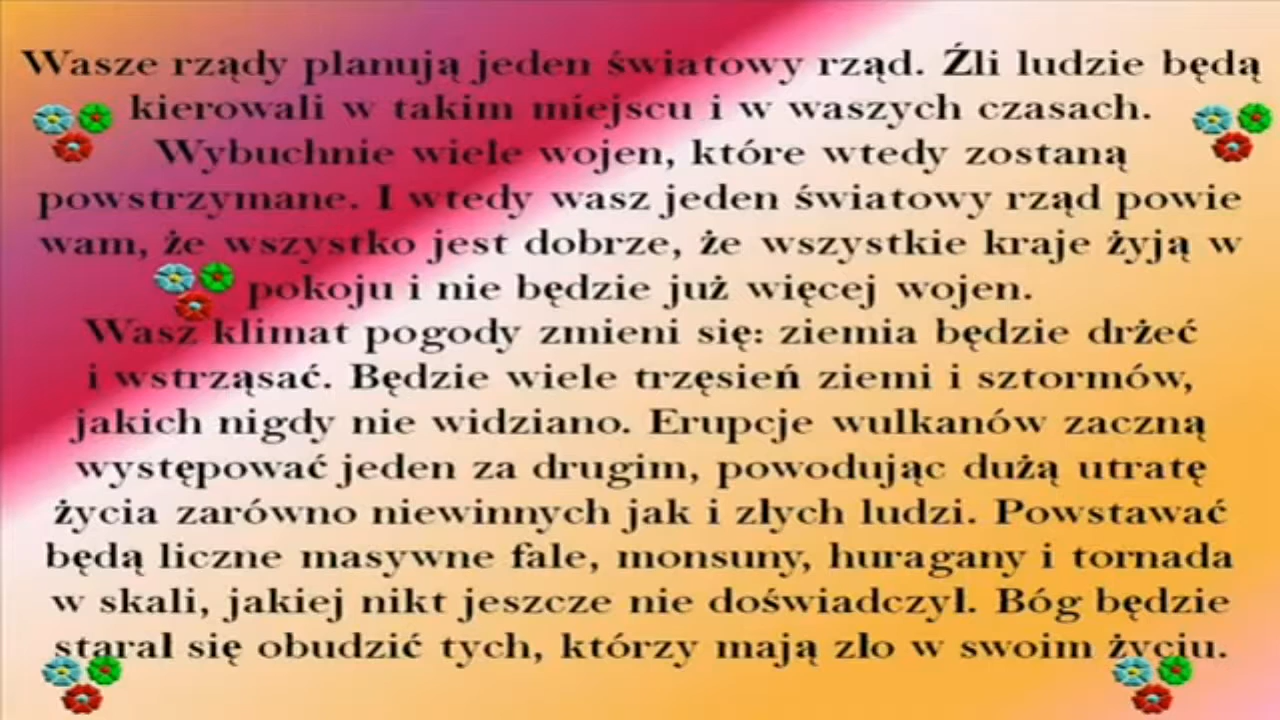 Wasze rządy planują jeden światowy rząd. Źli ludzie będą
kierowali w takim miejscu i w waszych czasach.
Wybuchnie wiele wojen, które wtedy zostaną
powstrzymane. I wtedy wasz jeden światowy rząd powie
wam, że wszystko jest dobrze, że wszystkie kraje żyją w
pokoju i nie będzie już więcej wojen.
Wasz klimat pogody zmieni się: ziemia będzie drżeć
i wstrząsać. Będzie wiele trzęsień ziemi i sztormów,
jakich nigdy nie widziano. Erupcje wulkanów zaczną
występować jeden za drugim, powodując dużą utratę
życia zarówno niewinnych jak i złych ludzi. Powstawać
będą liczne masywne fale, monsuny, huragany i tornada
w skali, jakiej nikt jeszcze nie doświadczył. Bóg będzie
starał się obudzić tych, którzy mają zło w swoim życiu.